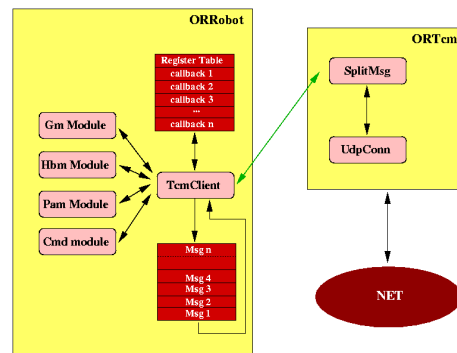 ORRobot
Register Table
callback 1
callback 2
callback 3
...
callback n
Gm Module
Hbm Module
Pam Module
Cmd module
TcmClient
Msg n
Msg 4
Msg 3
Msg 2
Msg 1
ORTcm
SplitMsg
UdpConn
NET